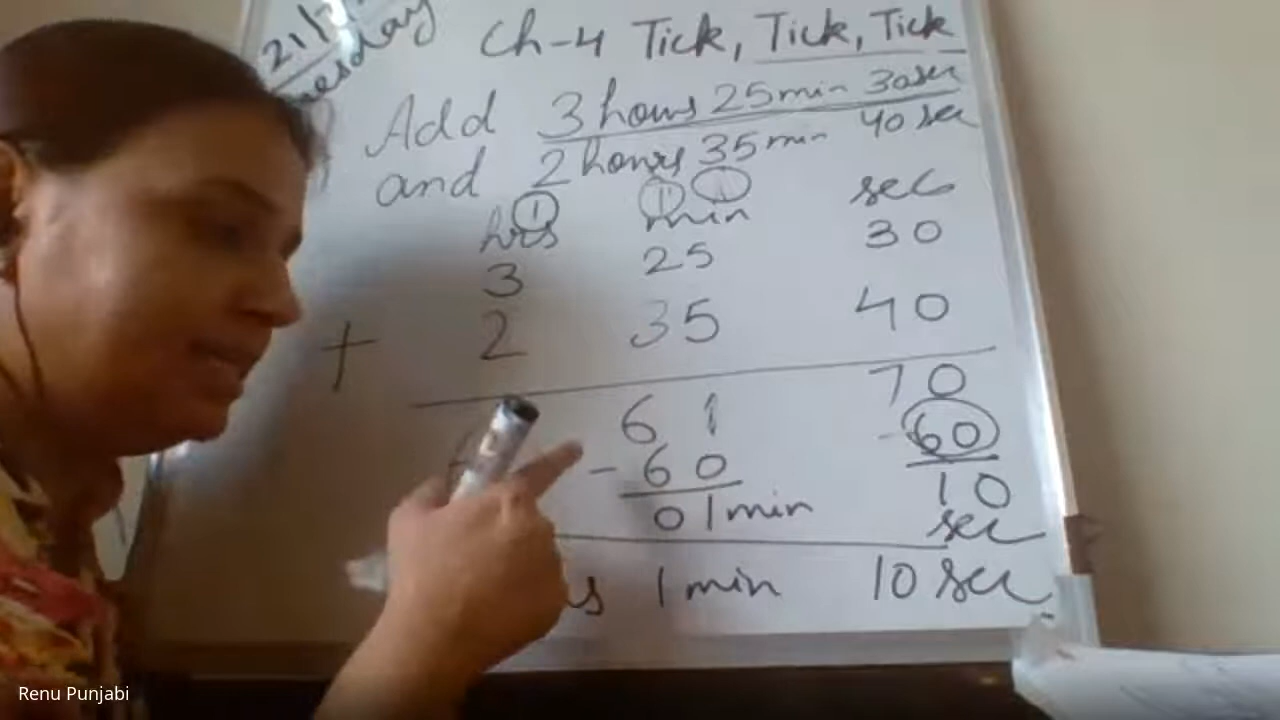 21
Ch-4 Tick, Tick, Tick
Add 3 hours 25 min 30 sec
and 2 hours 35 min 40 sec
1 1 1
hrs min sec
3 25 30
+ 2 35 40
61 70
- 60 - 60
01 min 10
sec
1 min 10 sec
Renu Punjabi